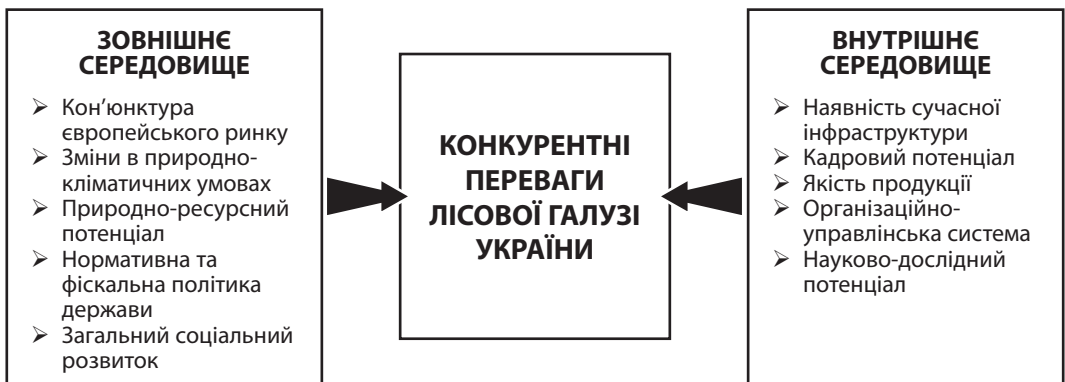 ЗОВНІШНЄ
СЕРЕДОВИЩЕ
➢ Кон'юнктура
європейського ринку
➢ Зміни в природно-
кліматичних умовах
➢ Природно-ресурсний
потенціал
➢ Нормативна та
фіскальна політика
держави
➢ Загальний соціальний
розвиток
КОНКУРЕНТНІ
ПЕРЕВАГИ
ЛІСОВОЇ ГАЛУЗІ
УКРАЇНИ
ВНУТРІШНЄ
СЕРЕДОВИЩЕ
➢ Наявність сучасної
інфраструктури
➢ Кадровий потенціал
➢ Якість продукції
➢ Організаційно-
управлінська система
➢ Науково-дослідний
потенціал